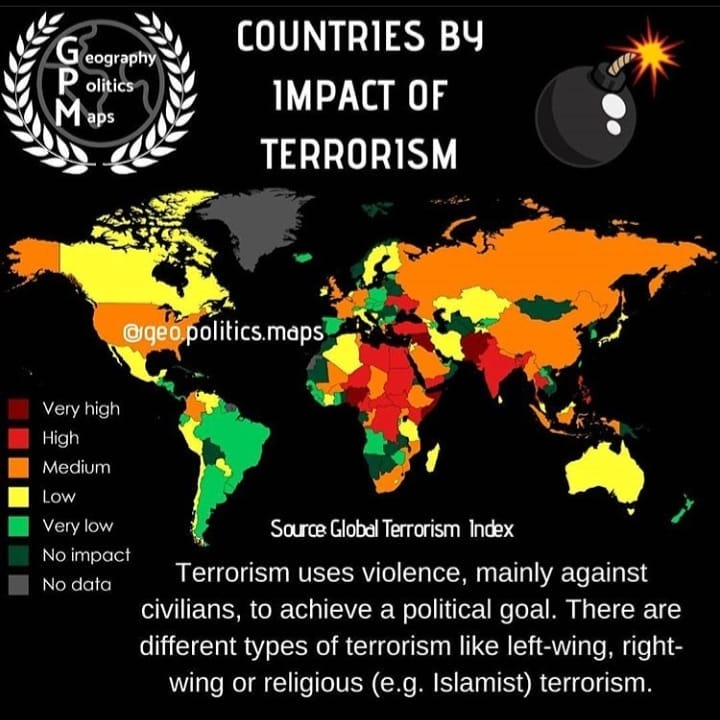 Geography
Politics
Maps
COUNTRIES BY
IMPACT OF
TERRORISM
@geo.politics.maps
Very high
High
Medium
Low
Very low
No impact
No data
Source: Global Terrorism Index
Terrorism uses violence, mainly against
civilians, to achieve a political goal. There are
different types of terrorism like left-wing, right-
wing or religious (e.g. Islamist) terrorism.